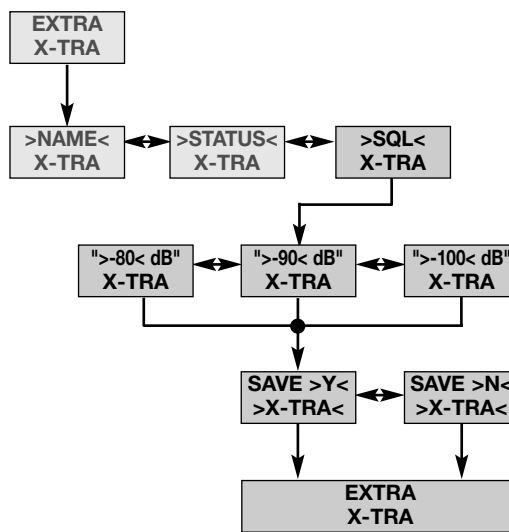 EXTRA
X-TRA
>NAME<
X-TRA
>STATUS<
X-TRA
>SQL<
X-TRA
">-80< dB"
X-TRA
">-90< dB"
X-TRA
">-100< dB"
X-TRA
SAVE >Y<
>X-TRA<
SAVE >N<
>X-TRA<
EXTRA
X-TRA